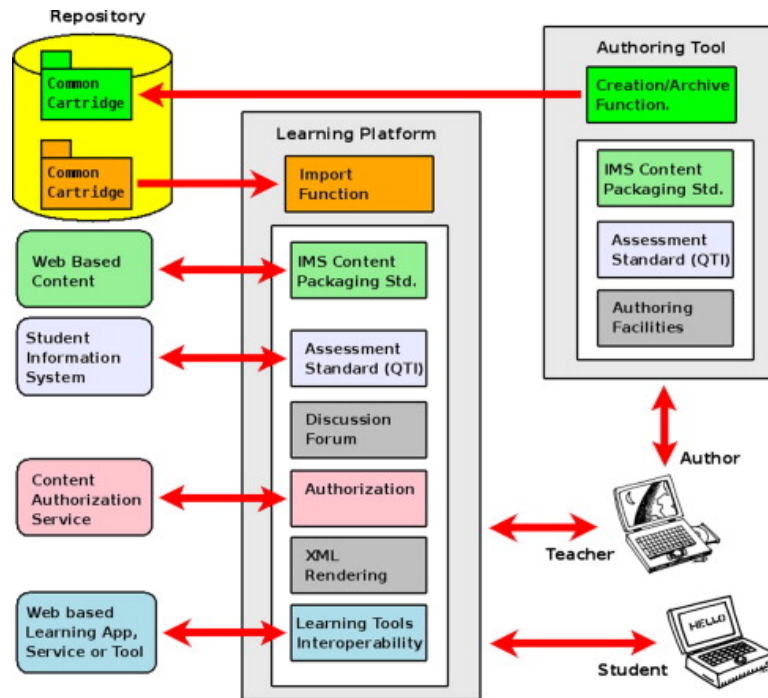 Repository
Common
Cartridge
Common
Cartridge
Authoring Tool
Creation/Archive
Function.
IMS Content
Packaging Std.
Assessment
Standard (QTI)
Authoring
Facilities
Learning Platform
Import
Function
IMS Content
Packaging Std.
Assessment
Standard (QTI)
Discussion
Forum
Authorization
XML
Rendering
Learning Tools
Interoperability
Web Based
Content
Student
Information
System
Content
Authorization
Service
Web based
Learning App,
Service or Tool
Author
Teacher
HELLO
Student